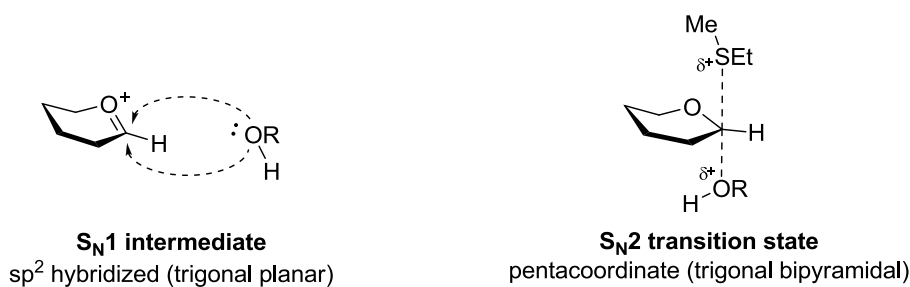 Me
δ+ SEt
O+
H
:OR
H
O
H
δ+
H OR
SN1 intermediate
sp2 hybridized (trigonal planar)
SN2 transition state
pentacoordinate (trigonal bipyramidal)